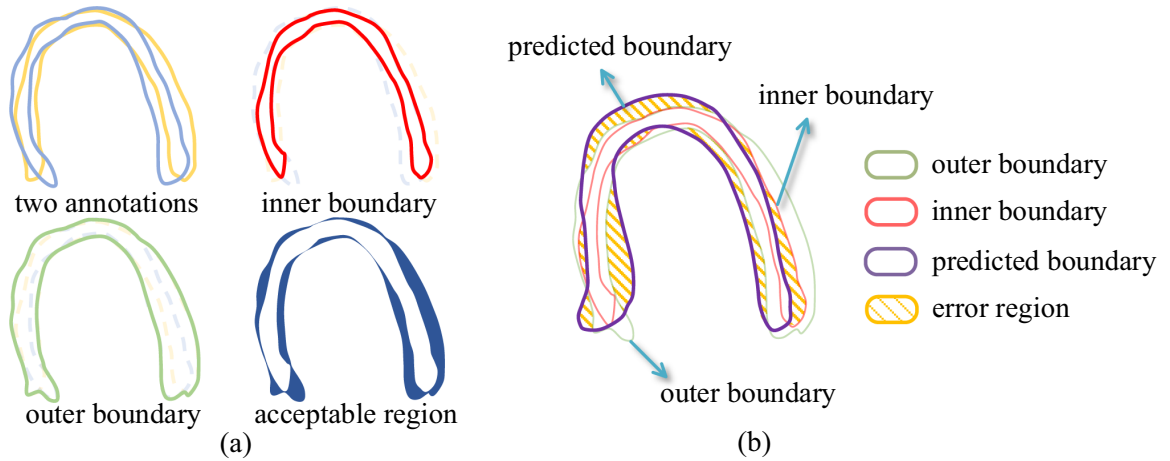 two annotations
inner boundary
outer boundary
acceptable region
(a)
predicted boundary
inner boundary
outer boundary
outer boundary
inner boundary
predicted boundary
error region
(b)